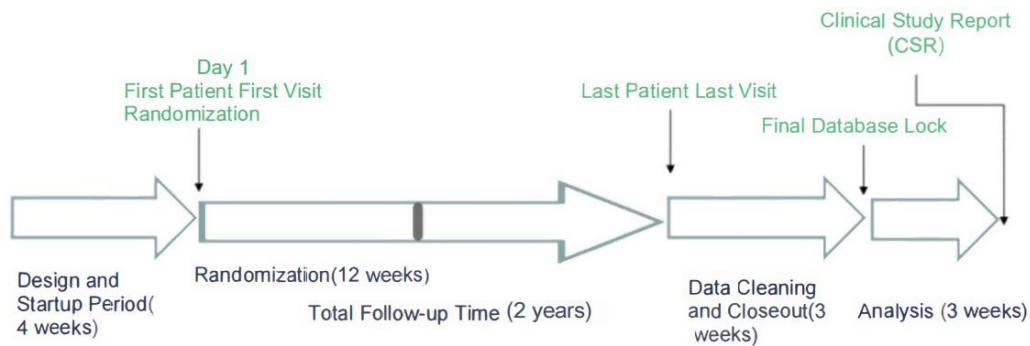 Clinical Study Report
(CSR)
Day 1
First Patient First Visit
Randomization
Last Patient Last Visit
Final Database Lock
Design and
Startup Period(
4 weeks)
Randomization(12 weeks)
Total Follow-up Time (2 years)
Data Cleaning
and Closeout(3
weeks)
Analysis (3 weeks)